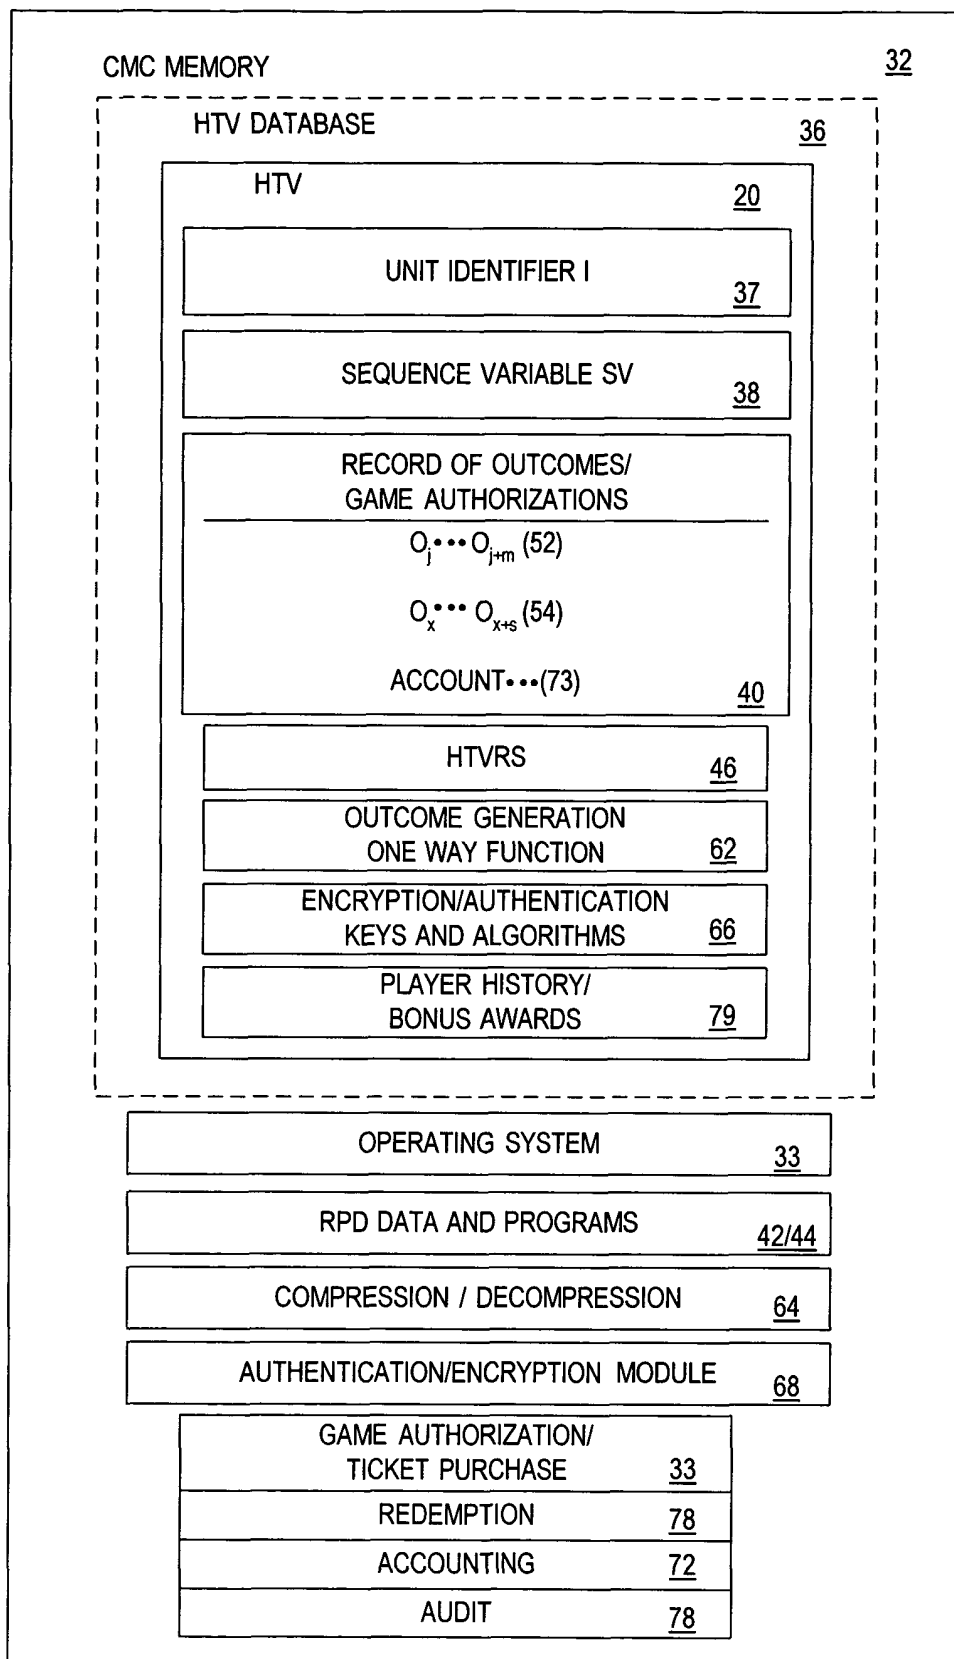 CMC MEMORY 32
HTV DATABASE 36
HTV 20
UNIT IDENTIFIER I 37
SEQUENCE VARIABLE SV 38
RECORD OF OUTCOMES/
GAME AUTHORIZATIONS
Oj••• Oj+m (52)
Ox••• Ox+s (54)
ACCOUNT•••(73) 40
HTVRS 46
OUTCOME GENERATION
ONE WAY FUNCTION 62
ENCRYPTION/AUTHENTICATION
KEYS AND ALGORITHMS 66
PLAYER HISTORY/
BONUS AWARDS 79
OPERATING SYSTEM 33
RPD DATA AND PROGRAMS 42/44
COMPRESSION / DECOMPRESSION 64
AUTHENTICATION/ENCRYPTION MODULE 68
GAME AUTHORIZATION/
TICKET PURCHASE 33
REDEMPTION 78
ACCOUNTING 72
AUDIT 78